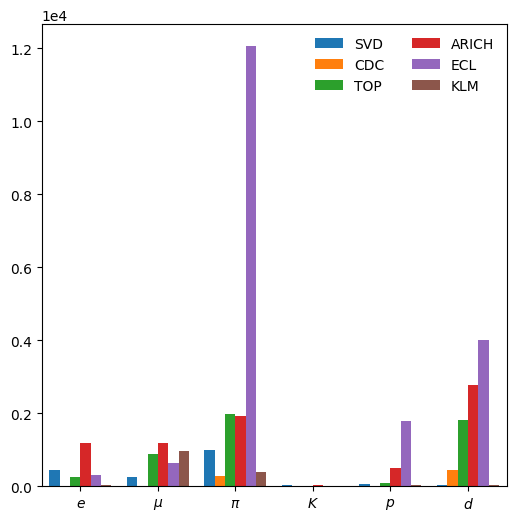 1e4
SVD ARICH
CDC ECL
TOP KLM
1.2
1.0
0.8
0.6
0.4
0.2
0.0
e μ π K p d